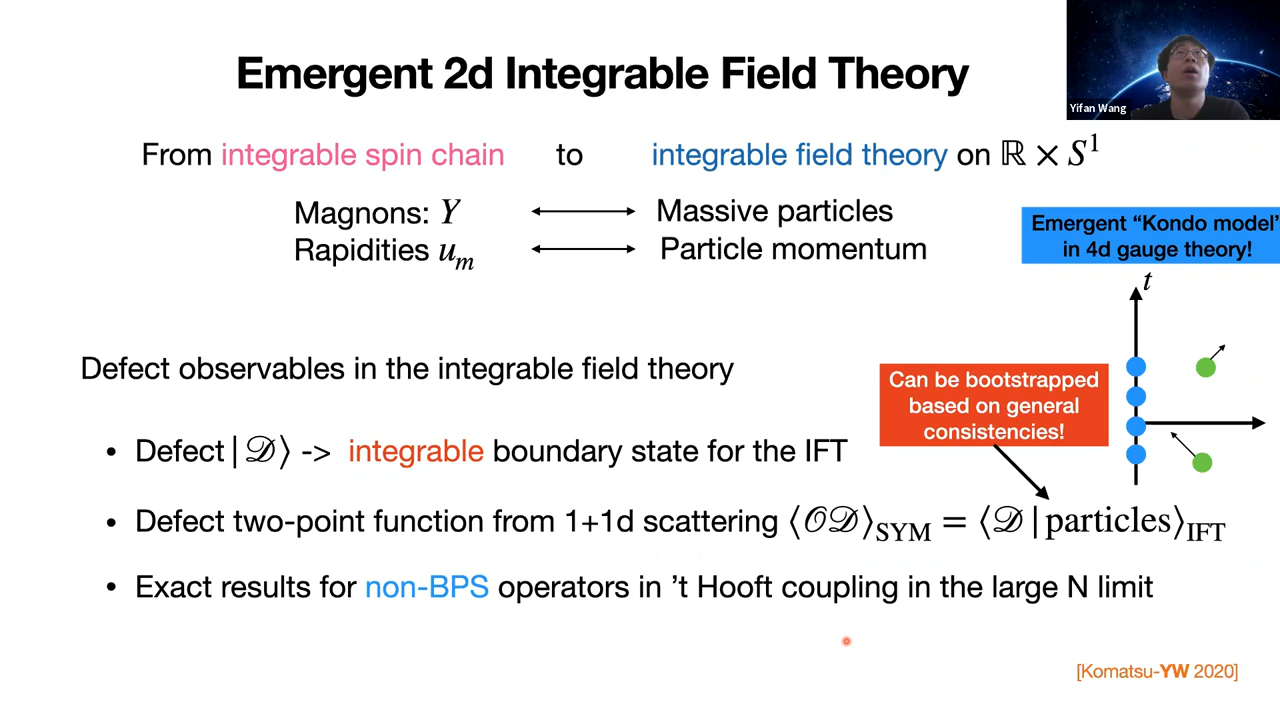 Emergent 2d Integrable Field Theory
Yifan Wang
From integrable spin chain to integrable field theory on ℝ × S¹
Magnons: Y ⟷ Massive particles
Rapidities uₘ ⟷ Particle momentum
Emergent “Kondo model”
in 4d gauge theory!
t
Defect observables in the integrable field theory
Can be bootstrapped
based on general
consistencies!
• Defect |𝒟⟩ -> integrable boundary state for the IFT
• Defect two-point function from 1+1d scattering ⟨𝒪𝒟⟩_SYM = ⟨𝒟|particles⟩_IFT
• Exact results for non-BPS operators in ’t Hooft coupling in the large N limit
[Komatsu-YW 2020]